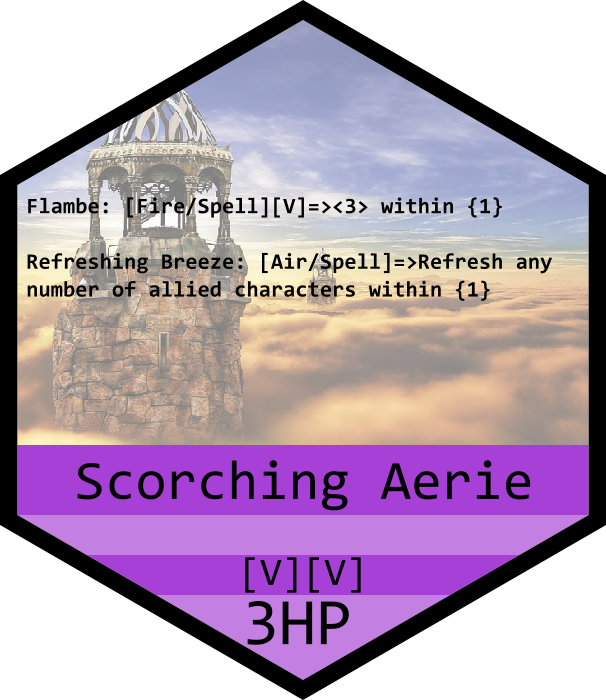 Flambe: [Fire/Spell][V]=><3> within {1}
Refreshing Breeze: [Air/Spell]=>Refresh any
number of allied characters within {1}
Scorching Aerie
[V][V]
3HP